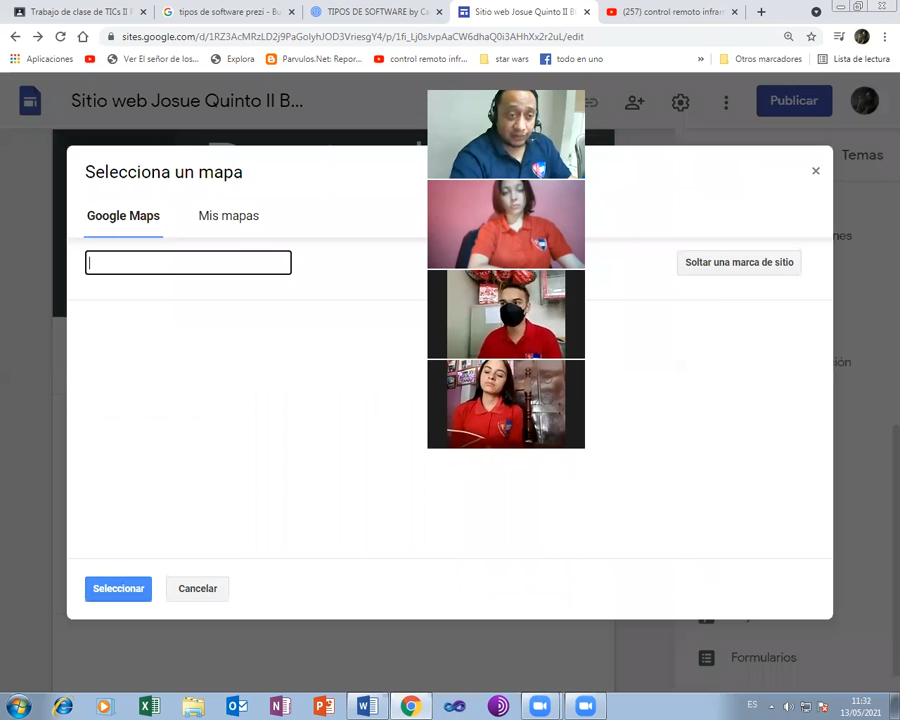 Trabajo de clase de TICs II F
tipos de software prezi - Bu
TIPOS DE SOFTWARE by Ca
Sitio web Josue Quinto II B
(257) control remoto infran
sites.google.com/d/1RZ3AcMRzLD2j9PaGolyhJOD3VriesgY4/p/1fi_Lj0sJvpAaCW6dhaQ0i3AHhXx2r2uL/edit
Aplicaciones
Ver El señor de los...
Explora
Parvulos.Net: Repor...
control remoto infr...
star wars
todo en uno
»
Otros marcadores
Lista de lectura
Sitio web Josue Quinto II B...
Publicar
Temas
Selecciona un mapa
×
Google Maps
Mis mapas
nes
Soltar una marca de sitio
ción
Seleccionar
Cancelar
Formularios
ES
11:32
13/05/2021